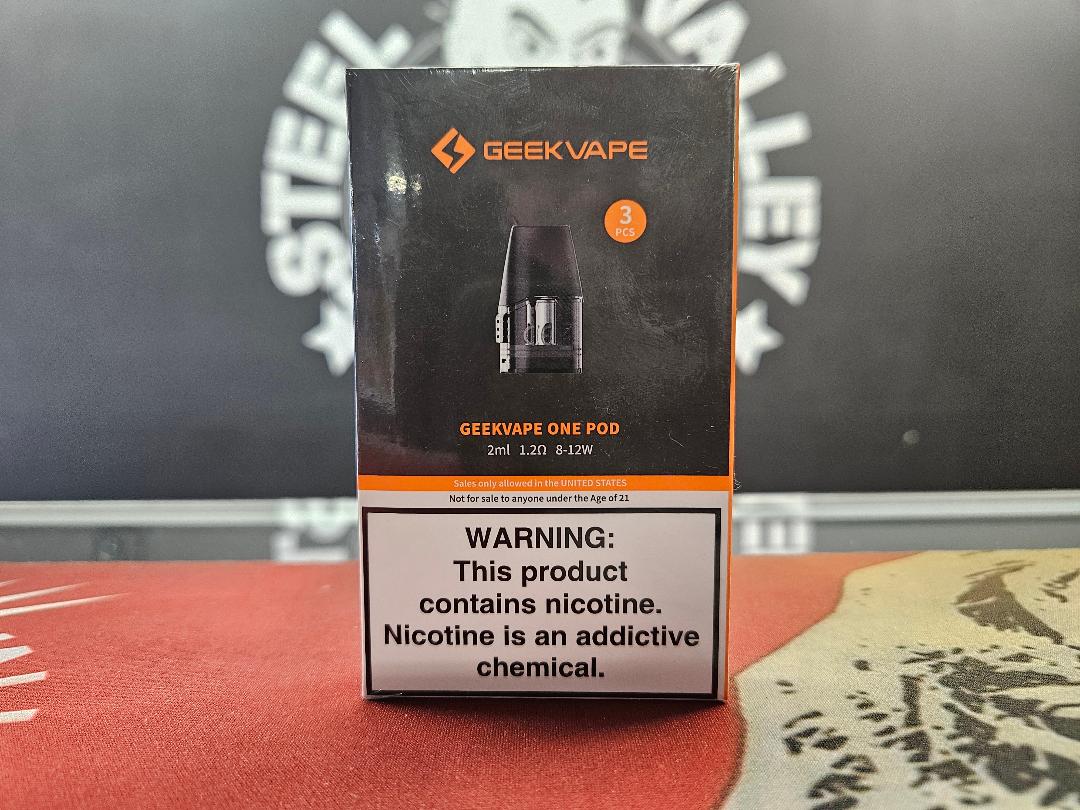 STEEL VALLEY
GEEKVAPE
3
PCS
GEEKVAPE ONE POD
2ml 1.2Ω 8-12W
Sales only allowed in the UNITED STATES
Not for sale to anyone under the Age of 21
WARNING:
This product
contains nicotine.
Nicotine is an addictive
chemical.